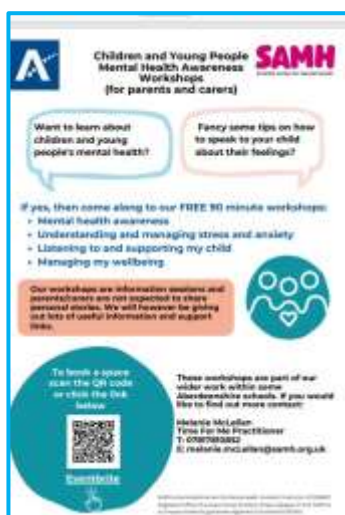 Children and Young People
Mental Health Awareness
Workshops
(for parents and carers)
SAMH
Want to learn about
children and young
people's mental health?
Fancy some tips on how
to speak to your child
about their feelings?
If yes, then come along to our FREE 90 minute workshops:
• Mental health awareness
• Understanding and managing stress and anxiety
• Listening to and supporting my child
• Managing my wellbeing
Our workshops are information sessions and
parents/carers are not expected to share
personal stories. We will however be giving
out lots of useful information and support
links.
To book a space
scan the QR code
or click the link
below
Eventbrite
These workshops are part of our
wider work within some
Aberdeenshire schools. If you would
like to find out more contact:
Melanie McLellan
Time For Me Practitioner
T:
E: melanie.mclellan@samh.org.uk